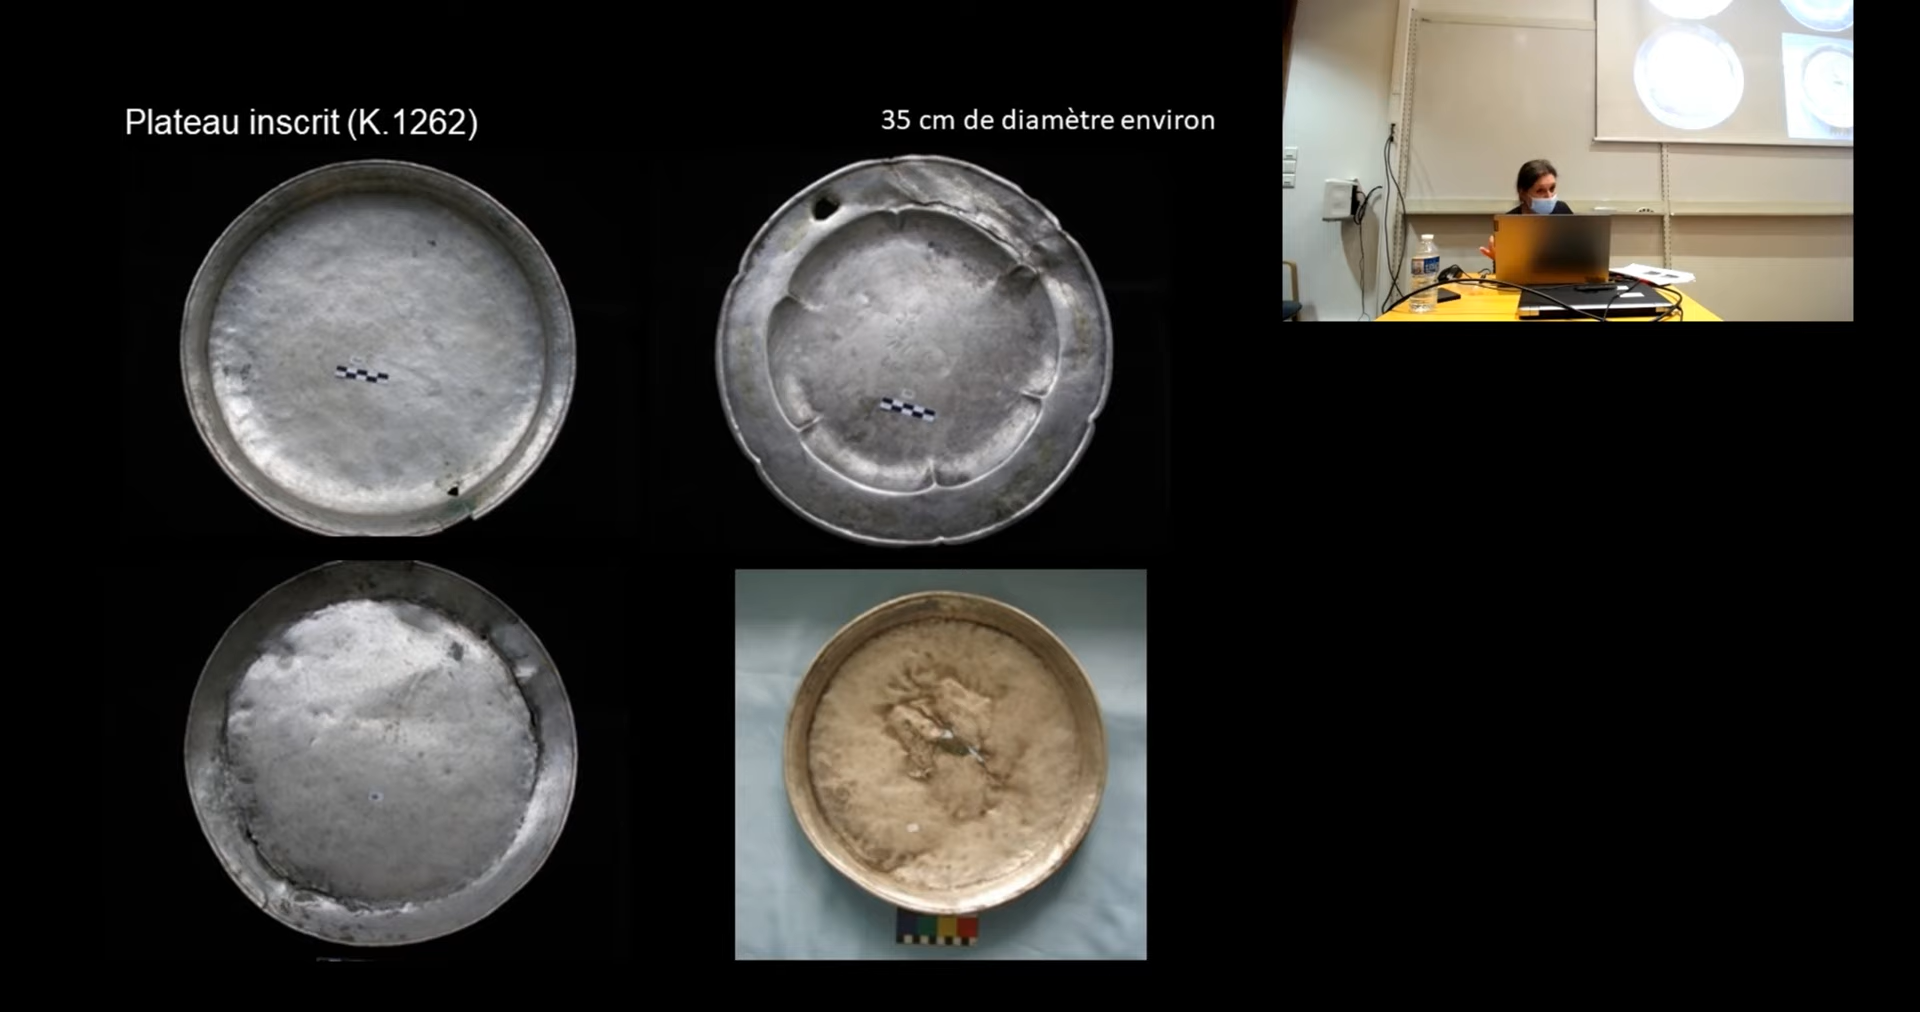 Plateau inscrit (K.1262)
35 cm de diamètre environ